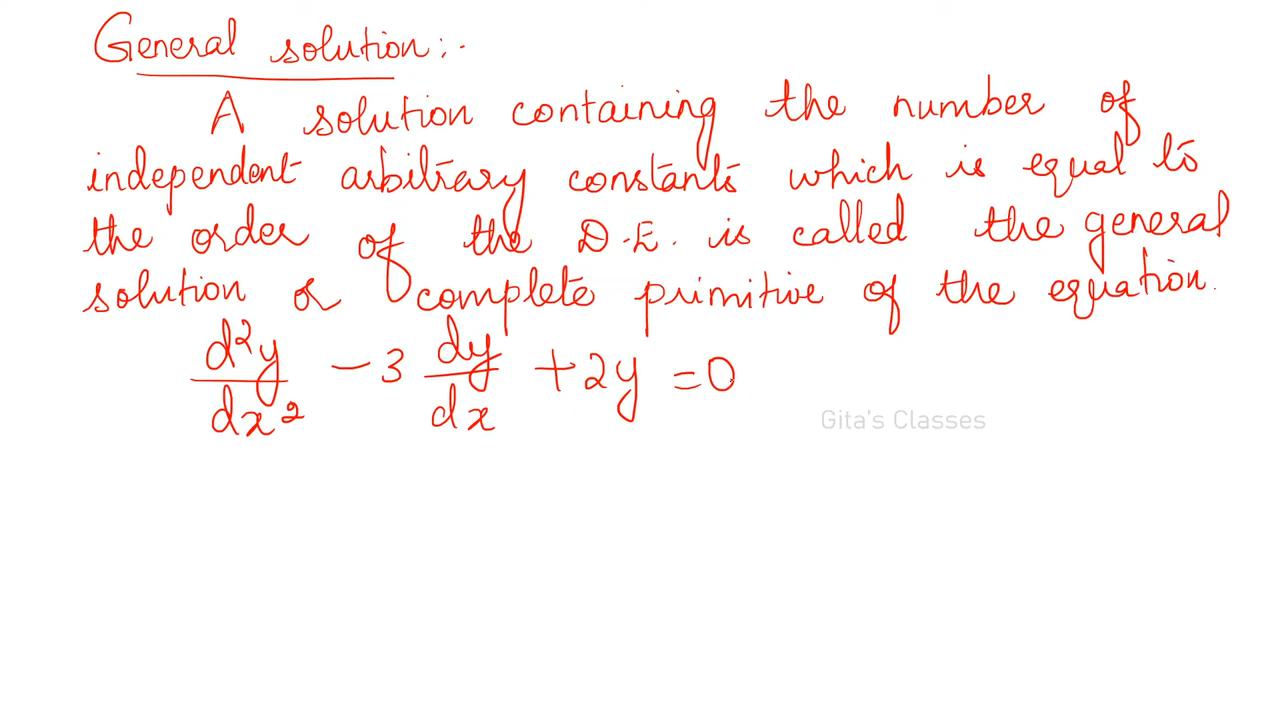 General solution:-
A solution containing the number of
independent arbitrary constants which is equal to
the order of the D.E. is called the general
solution or complete primitive of the equation.
d²y/dx² - 3 dy/dx + 2y = 0
Gita's Classes